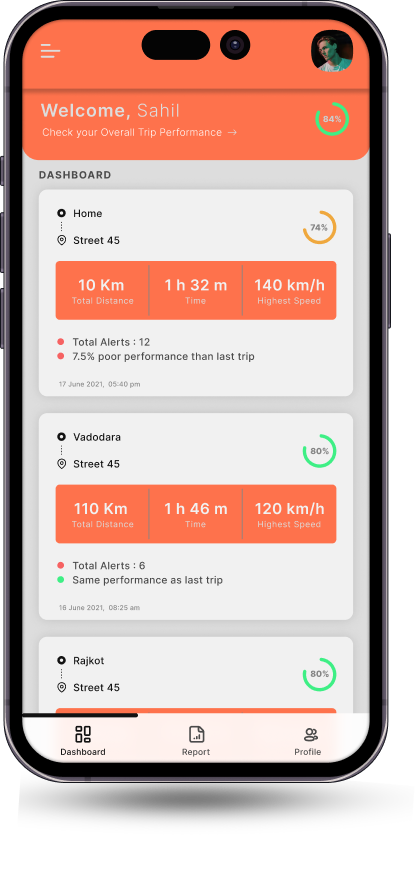 Welcome, Sahil
Check your Overall Trip Performance →
84%
DASHBOARD
Home
Street 45
74%
10 Km
Total Distance
1 h 32 m
Time
140 km/h
Highest Speed
Total Alerts : 12
7.5% poor performance than last trip
17 June 2021, 05:40 pm
Vadodara
Street 45
80%
110 Km
Total Distance
1 h 46 m
Time
120 km/h
Highest Speed
Total Alerts : 6
Same performance as last trip
16 June 2021, 08:25 am
Rajkot
Street 45
80%
Dashboard
Report
Profile